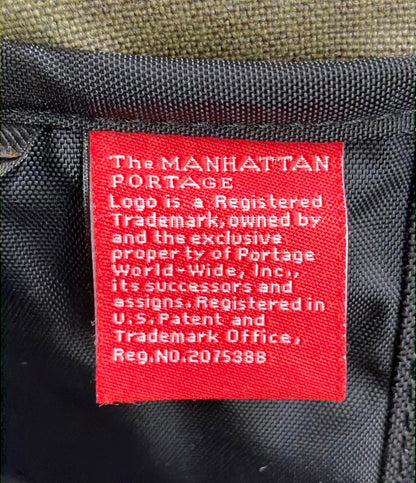 The MANHATTAN
PORTAGE
Logo is a Registered
Trademark, owned by
and the exclusive
property of Portage
World-Wide, Inc.,
its successors and
assigns. Registered in
U.S. Patent and
Trademark Office,
Reg.NO.2075388